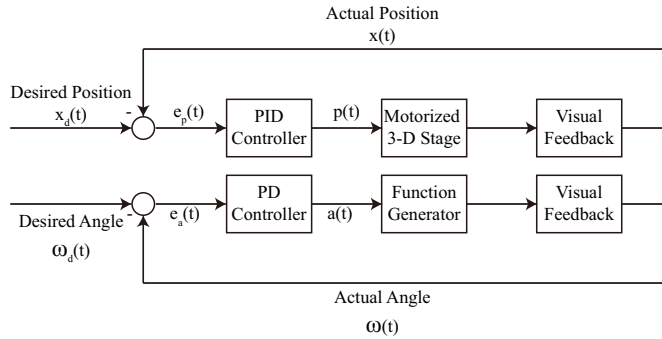 Actual Position
x(t)
Desired Position
x_d(t)
-
e_p(t)
PID
Controller
p(t)
Motorized
3-D Stage
Visual
Feedback
Desired Angle
ω_d(t)
-
e_a(t)
PD
Controller
a(t)
Function
Generator
Visual
Feedback
Actual Angle
ω(t)